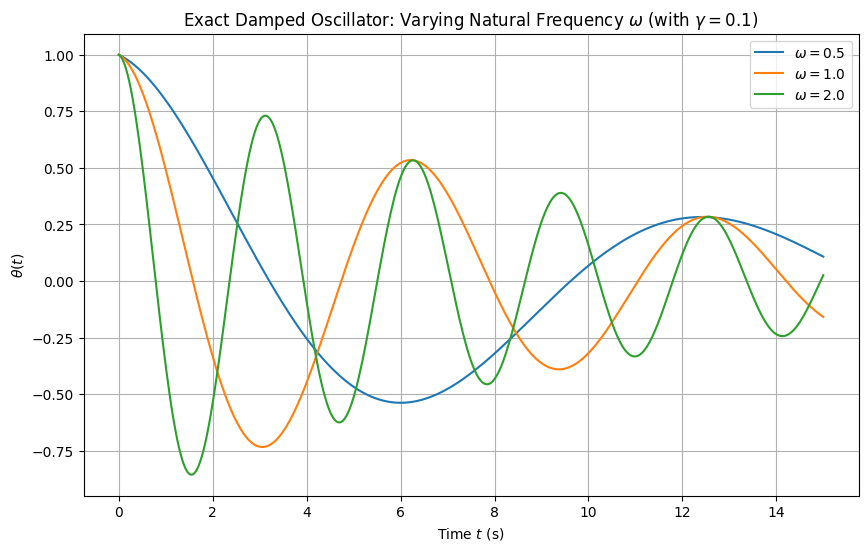 Exact Damped Oscillator: Varying Natural Frequency ω (with γ = 0.1)
ω = 0.5
ω = 1.0
ω = 2.0
1.00
0.75
0.50
0.25
0.00
−0.25
−0.50
−0.75
θ(t)
0 2 4 6 8 10 12 14
Time t (s)